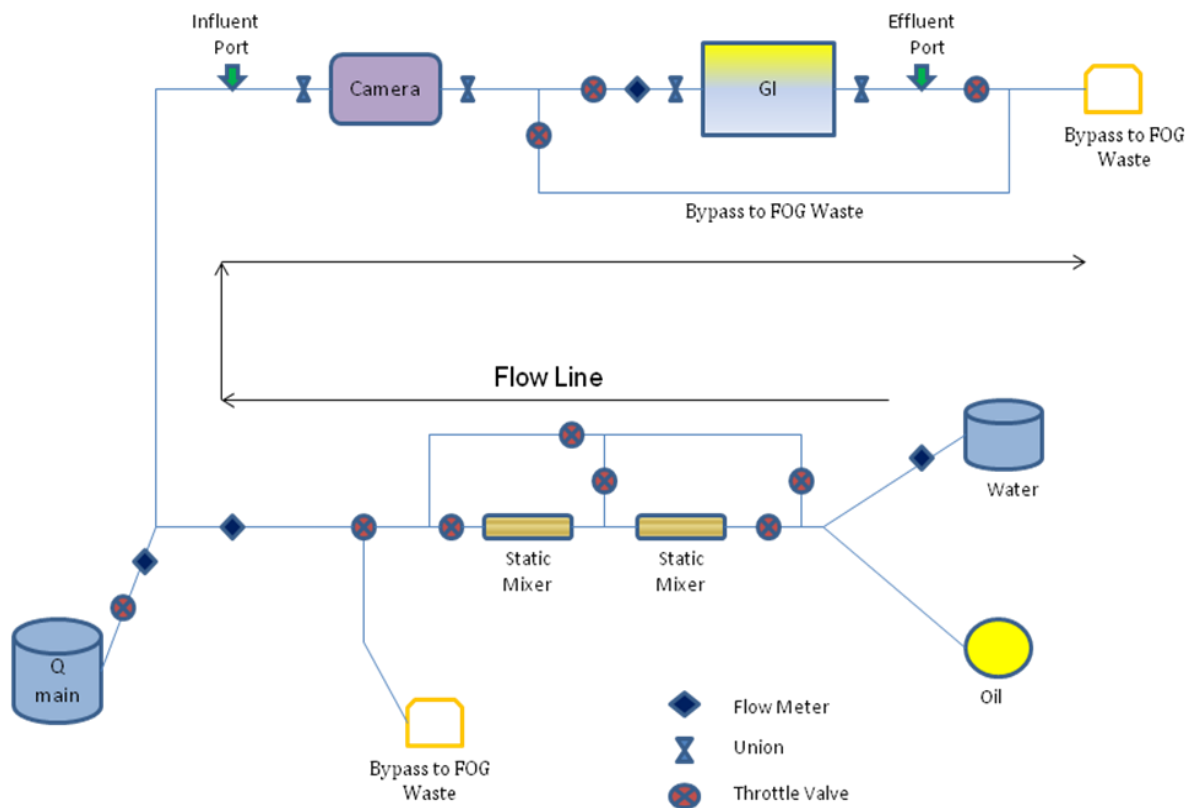 Influent
Port
Effluent
Port
Camera
GI
Bypass to FOG
Waste
Bypass to FOG Waste
Flow Line
Water
Static
Mixer
Static
Mixer
Q
main
Oil
Bypass to FOG
Waste
Flow Meter
Union
Throttle Valve